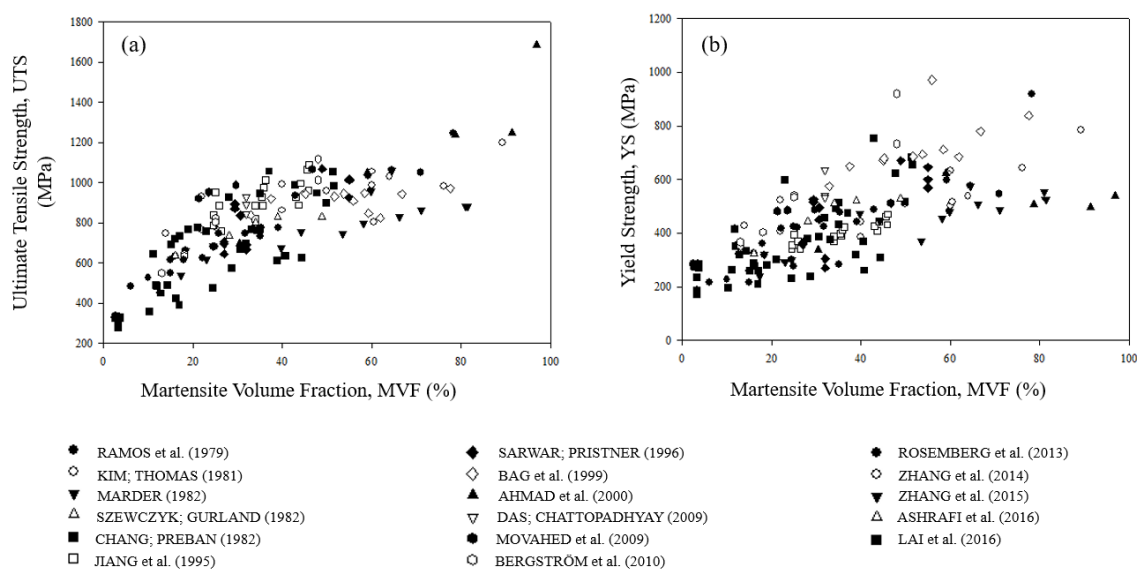 (a)
Ultimate Tensile Strength, UTS
(MPa)
1800
1600
1400
1200
1000
800
600
400
200
0 20 40 60 80 100
Martensite Volume Fraction, MVF (%)
(b)
Yield Strength, YS (MPa)
1200
1000
800
600
400
200
0
0 20 40 60 80 100
Martensite Volume Fraction, MVF (%)
RAMOS et al. (1979)
KIM; THOMAS (1981)
MARDER (1982)
SZEWCZYK; GURLAND (1982)
CHANG; PREBAN (1982)
JIANG et al. (1995)
SARWAR; PRISTNER (1996)
BAG et al. (1999)
AHMAD et al. (2000)
DAS; CHATTOPADHYAY (2009)
MOVAHED et al. (2009)
BERGSTRÖM et al. (2010)
ROSEMBERG et al. (2013)
ZHANG et al. (2014)
ZHANG et al. (2015)
ASHRAFI et al. (2016)
LAI et al. (2016)